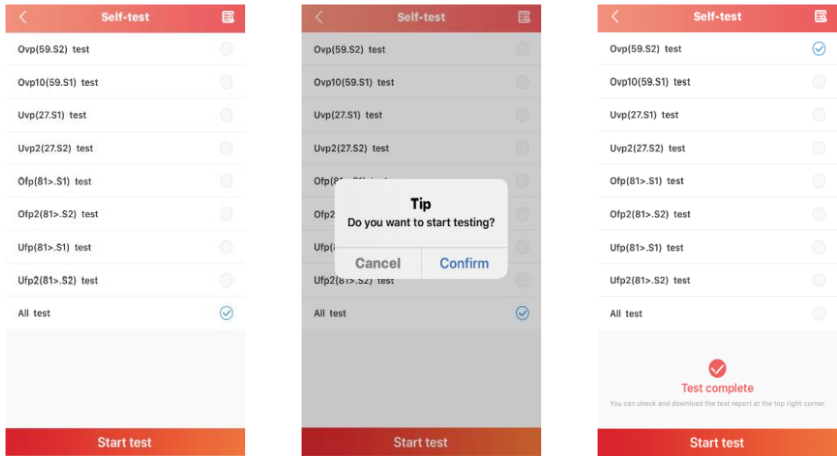 Self-test
Ovp(59.S2) test
Ovp10(59.S1) test
Uvp(27.S1) test
Uvp2(27.S2) test
Ofp(81>.S1) test
Ofp2(81>.S2) test
Ufp(81>.S1) test
Ufp2(81>.S2) test
All test
Start test
Self-test
Ovp(59.S2) test
Ovp10(59.S1) test
Uvp(27.S1) test
Uvp2(27.S2) test
Tip
Do you want to start testing?
Cancel
Confirm
Ufp2(81>.S2) test
All test
Start test
Self-test
Ovp(59.S2) test
Ovp10(59.S1) test
Uvp(27.S1) test
Uvp2(27.S2) test
Ofp(81>.S1) test
Ofp2(81>.S2) test
Ufp(81>.S1) test
Ufp2(81>.S2) test
All test
Test complete
You can check and download the test report at the top right corner
Start test